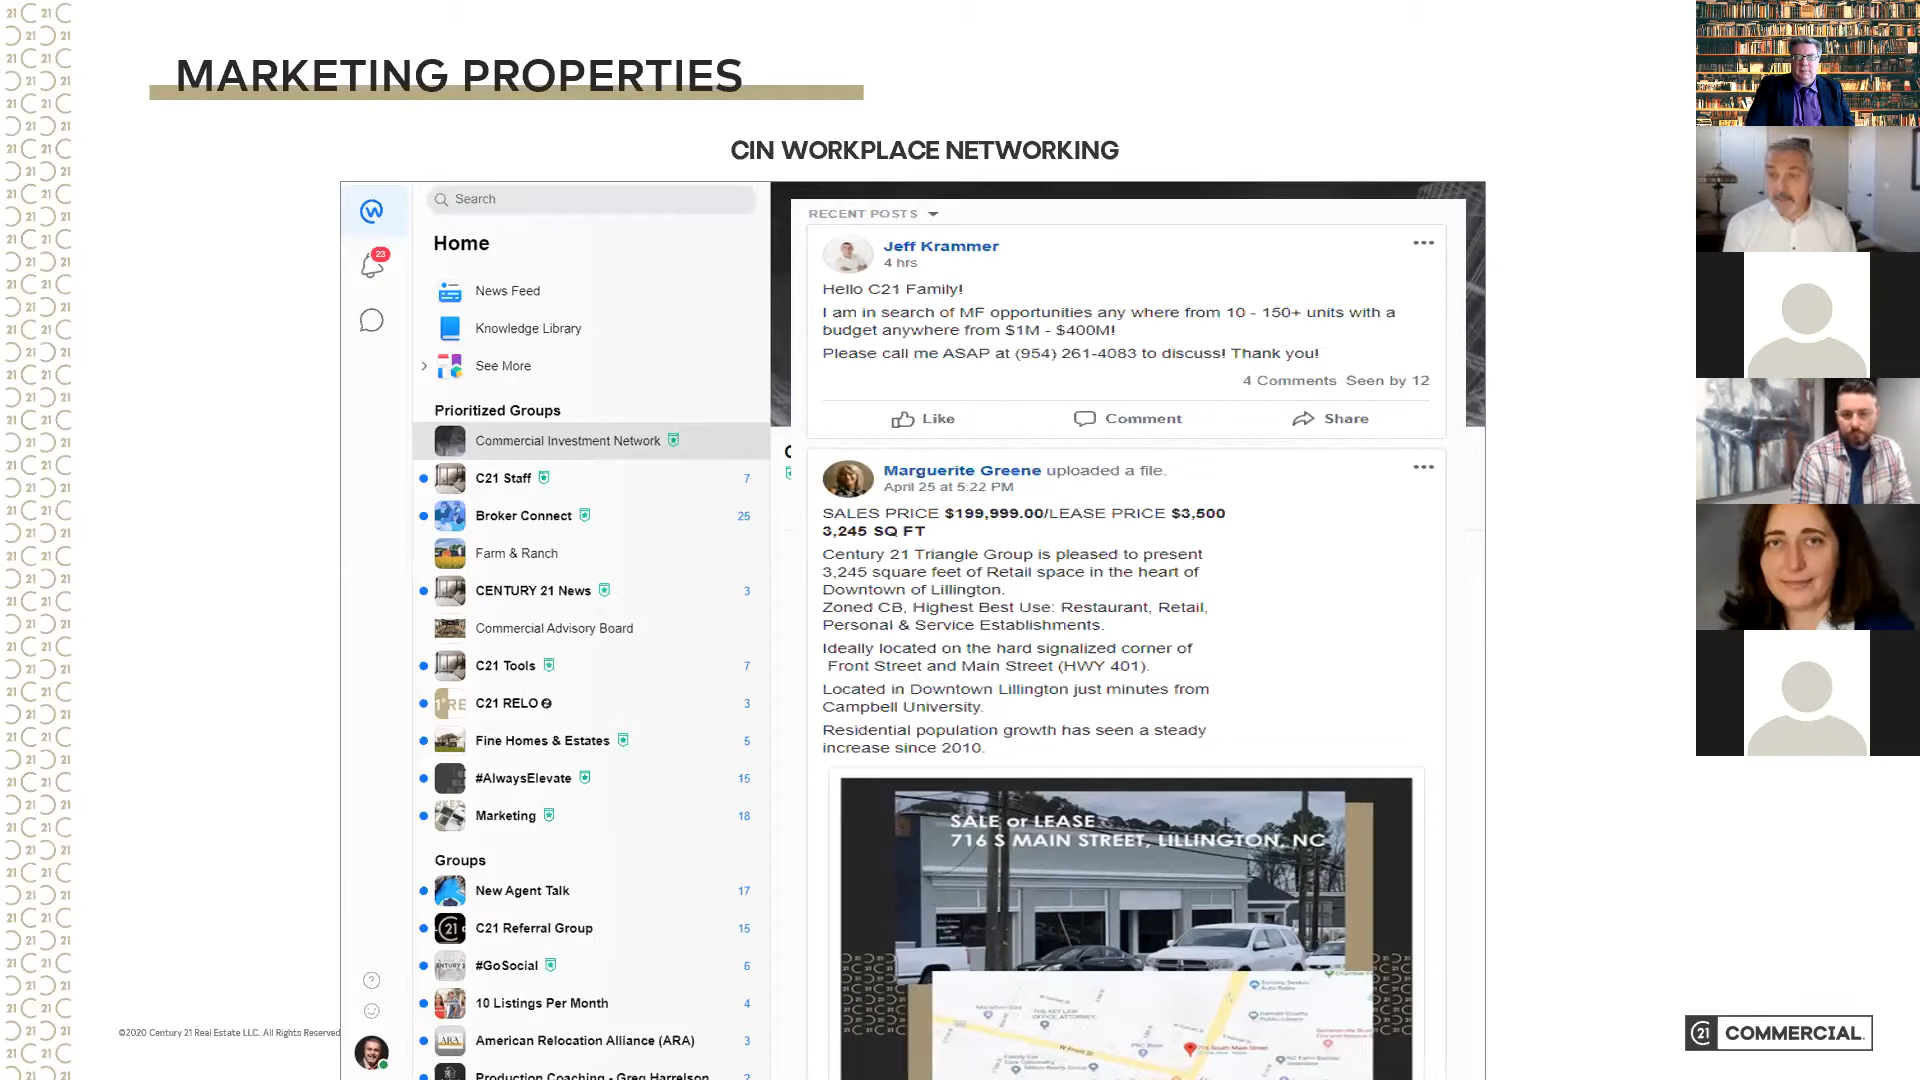 MARKETING PROPERTIES
CIN WORKPLACE NETWORKING
Search
23
Home
News Feed
Knowledge Library
See More
Prioritized Groups
Commercial Investment Network
C21 Staff 7
Broker Connect 25
Farm & Ranch
CENTURY 21 News 3
Commercial Advisory Board
C21 Tools 7
C21 RELO 3
Fine Homes & Estates 5
#AlwaysElevate 15
Marketing 18
Groups
New Agent Talk 17
C21 Referral Group 15
#GoSocial 6
10 Listings Per Month 4
American Relocation Alliance (ARA) 3
Production Coaching - Greg Harrelson 2
RECENT POSTS
Jeff Krammer
4 hrs
Hello C21 Family!
I am in search of MF opportunities any where from 10 - 150+ units with a
budget anywhere from $1M - $400M!
Please call me ASAP at (954) 261-4083 to discuss! Thank you!
4 Comments Seen by 12
Like Comment Share
Marguerite Greene uploaded a file.
April 25 at 5:22 PM
SALES PRICE $199,999.00/LEASE PRICE $3,500
3,245 SQ FT
Century 21 Triangle Group is pleased to present
3,245 square feet of Retail space in the heart of
Downtown of Lillington.
Zoned CB, Highest Best Use: Restaurant, Retail,
Personal & Service Establishments.
Ideally located on the hard signalized corner of
Front Street and Main Street (HWY 401).
Located in Downtown Lillington just minutes from
Campbell University.
Residential population growth has seen a steady
increase since 2010.
SALE or LEASE
716 S MAIN STREET, LILLINGTON, NC
W Front St
©2020 Century 21 Real Estate LLC. All Rights Reserved
C21 COMMERCIAL